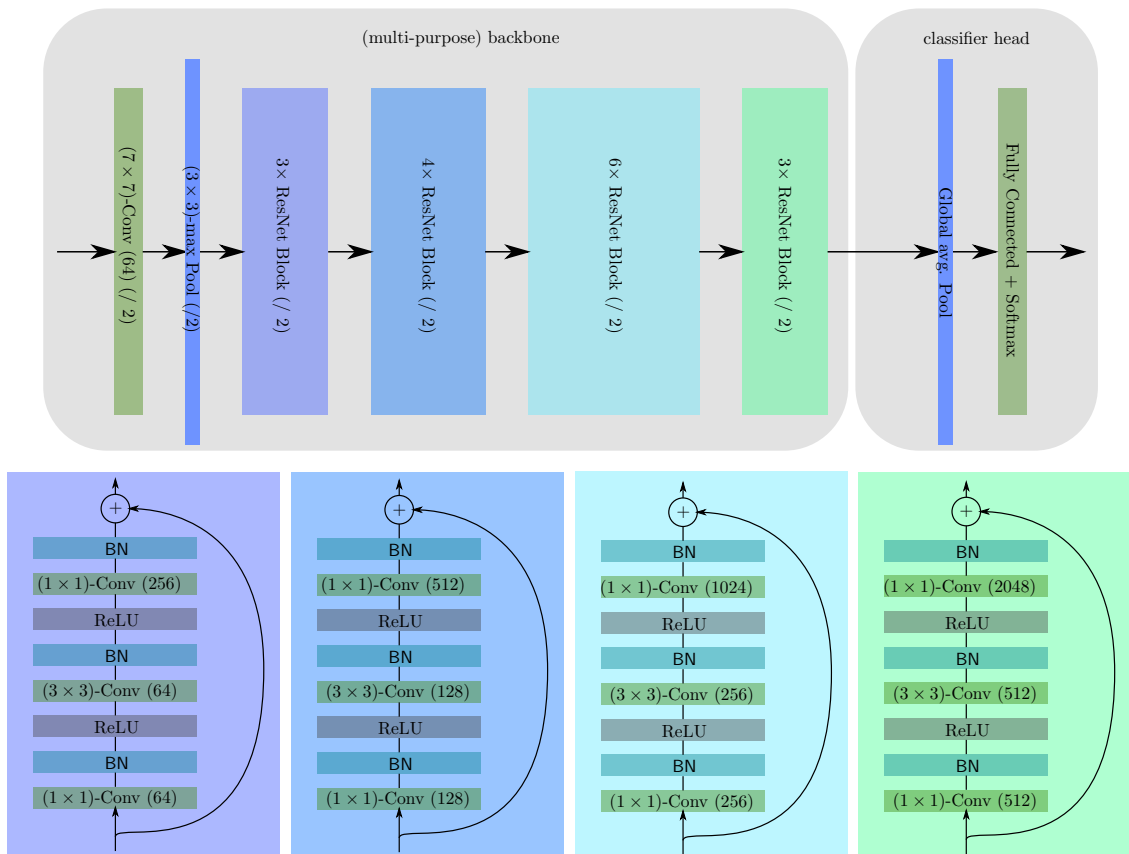 (multi-purpose) backbone
classifier head
(7 × 7)-Conv (64) (/ 2)
(3 × 3)-max Pool (/2)
3× ResNet Block (/ 2)
4× ResNet Block (/ 2)
6× ResNet Block (/ 2)
3× ResNet Block (/ 2)
Global avg. Pool
Fully Connected + Softmax
+
BN
(1 × 1)-Conv (256)
ReLU
BN
(3 × 3)-Conv (64)
ReLU
BN
(1 × 1)-Conv (64)
+
BN
(1 × 1)-Conv (512)
ReLU
BN
(3 × 3)-Conv (128)
ReLU
BN
(1 × 1)-Conv (128)
+
BN
(1 × 1)-Conv (1024)
ReLU
BN
(3 × 3)-Conv (256)
ReLU
BN
(1 × 1)-Conv (256)
+
BN
(1 × 1)-Conv (2048)
ReLU
BN
(3 × 3)-Conv (512)
ReLU
BN
(1 × 1)-Conv (512)